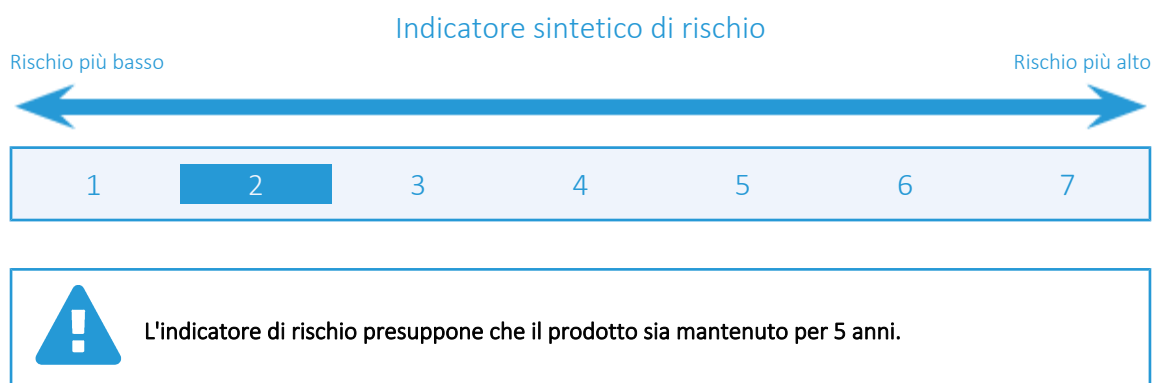 Indicatore sintetico di rischio
Rischio più basso Rischio più alto
1 2 3 4 5 6 7
L'indicatore di rischio presuppone che il prodotto sia mantenuto per 5 anni.